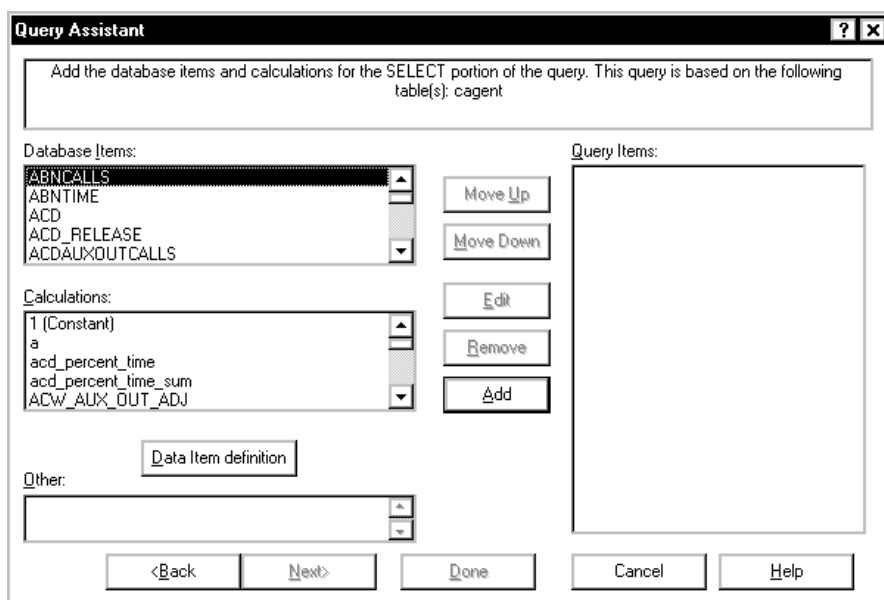 Query Assistant
Add the database items and calculations for the SELECT portion of the query. This query is based on the following
table(s): cagent
Database Items:
ABNCALLS
ABNTIME
ACD
ACD_RELEASE
ACDAUXOUTCALLS
Calculations:
1 (Constant)
a
acd_percent_time
acd_percent_time_sum
ACW_AUX_OUT_ADJ
Data Item definition
Other:
Move Up
Move Down
Edit
Remove
Add
Query Items:
<Back
Next>
Done
Cancel
Help